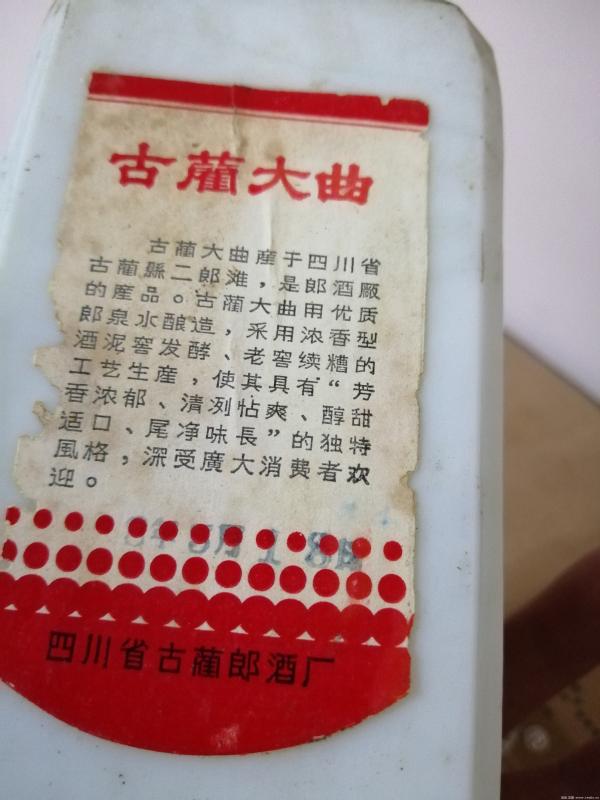 古藺大曲
古藺大曲産于四川省
古藺縣二郎滩，是郎酒厰
的産品。古藺大曲用优质
郎泉水酿造，采用浓香型
酒泥窖发酵、老窖续糟的
工艺生産，使其具有“芳
香浓郁、清洌帖爽、醇甜
适口、尾净味長”的独特
風格，深受廣大消费者欢
迎。
四川省古藺郎酒厂